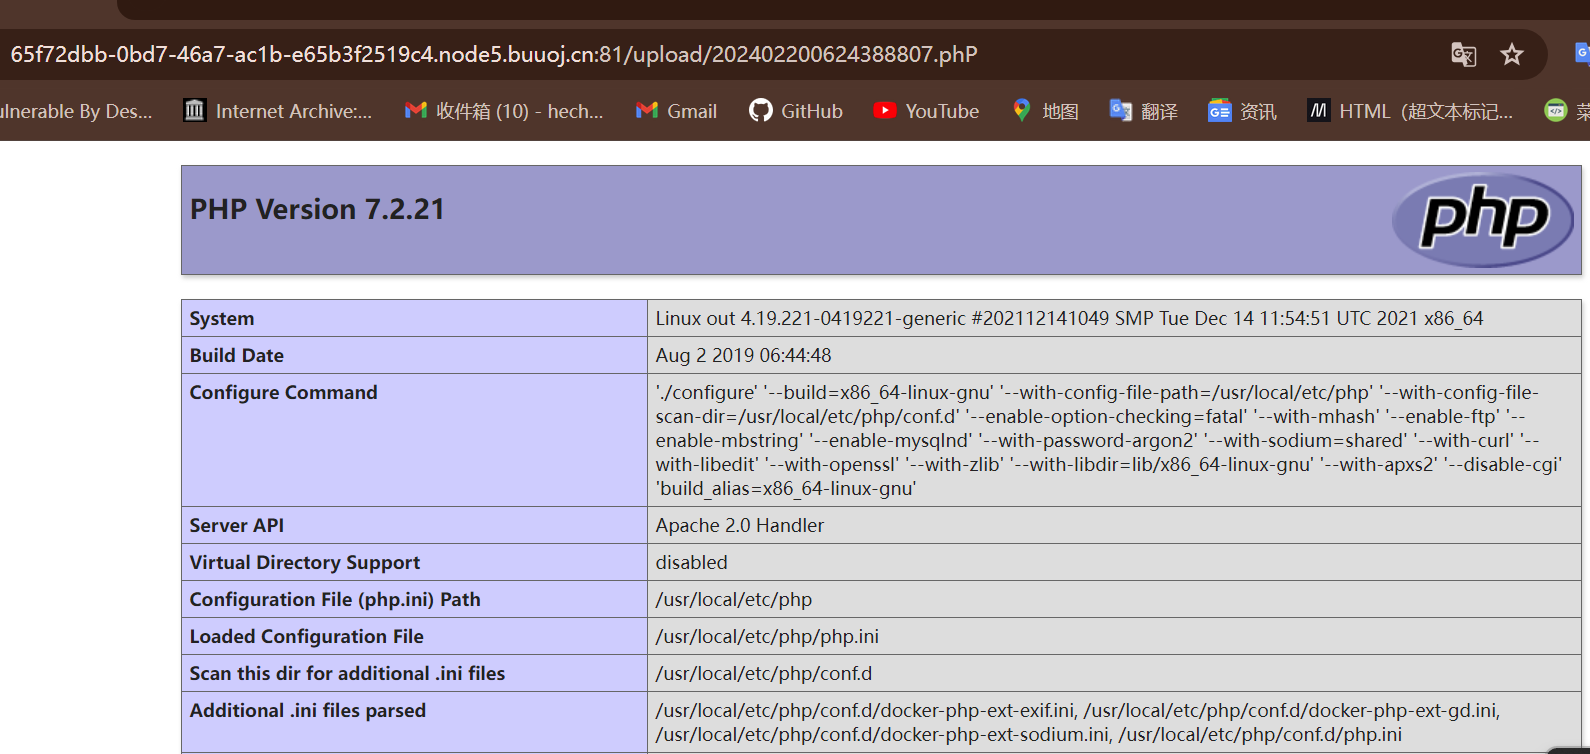 65f72dbb-0bd7-46a7-ac1b-e65b3f2519c4.node5.buuoj.cn:81/upload/202402200624388807.phP
ulnerable By Des... Internet Archive:... 收件箱 (10) - hech... Gmail GitHub YouTube 地图 翻译 资讯 HTML（超文本标记... 菜
PHP Version 7.2.21
php
System Linux out 4.19.221-0419221-generic #202112141049 SMP Tue Dec 14 11:54:51 UTC 2021 x86_64
Build Date Aug 2 2019 06:44:48
Configure Command './configure' '--build=x86_64-linux-gnu' '--with-config-file-path=/usr/local/etc/php' '--with-config-file-
scan-dir=/usr/local/etc/php/conf.d' '--enable-option-checking=fatal' '--with-mhash' '--enable-ftp' '--
enable-mbstring' '--enable-mysqlnd' '--with-password-argon2' '--with-sodium=shared' '--with-curl' '--
with-libedit' '--with-openssl' '--with-zlib' '--with-libdir=lib/x86_64-linux-gnu' '--with-apxs2' '--disable-cgi'
'build_alias=x86_64-linux-gnu'
Server API Apache 2.0 Handler
Virtual Directory Support disabled
Configuration File (php.ini) Path /usr/local/etc/php
Loaded Configuration File /usr/local/etc/php/php.ini
Scan this dir for additional .ini files /usr/local/etc/php/conf.d
Additional .ini files parsed /usr/local/etc/php/conf.d/docker-php-ext-exif.ini, /usr/local/etc/php/conf.d/docker-php-ext-gd.ini,
/usr/local/etc/php/conf.d/docker-php-ext-sodium.ini, /usr/local/etc/php/conf.d/php.ini